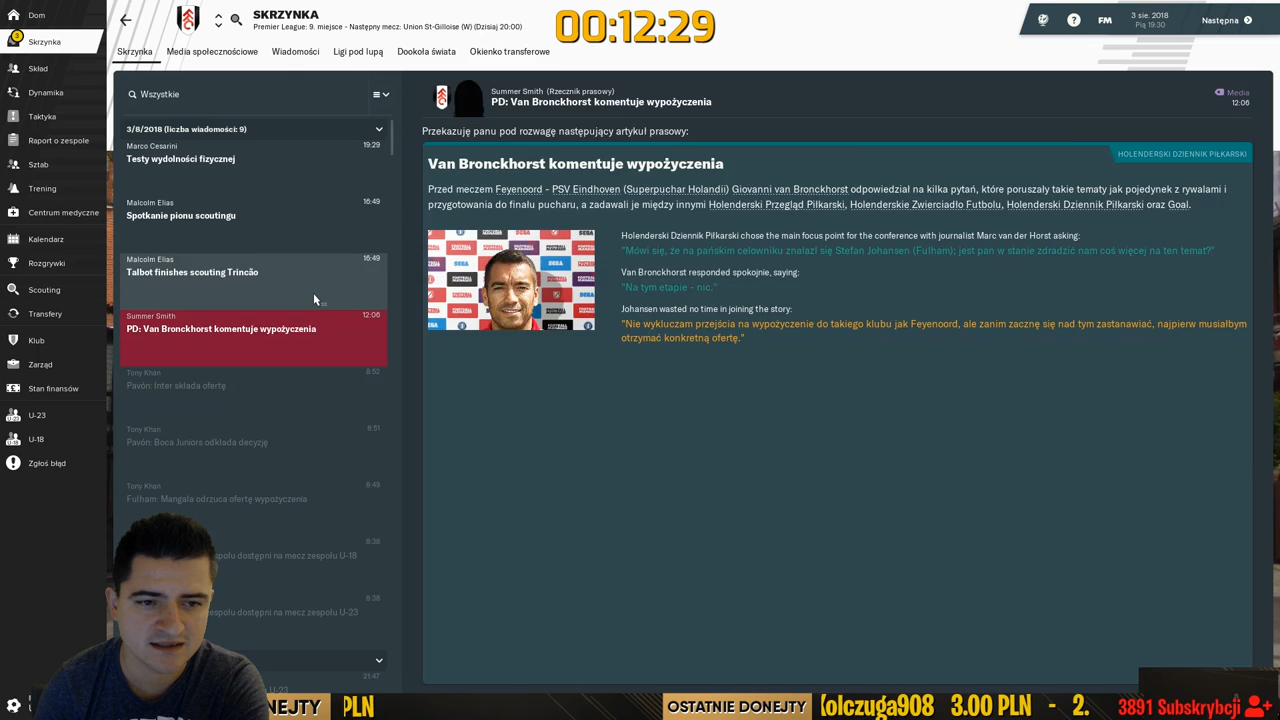 Dom
3
Skrzynka
Skład
Dynamika
Taktyka
Raport o zespole
Sztab
Trening
Centrum medyczne
Kalendarz
Rozgrywki
Scouting
Transfery
Klub
Zarząd
Stan finansów
U-23
U-18
Zgłoś błąd
SKRZYNKA
Premier League: 9. miejsce - Następny mecz: Union St-Gilloise (W) (Dzisiaj 20:00)
00:12:29
FM
3 sie. 2018
Pią 19:30
Następna
Skrzynka
Media społecznościowe
Wiadomości
Ligi pod lupą
Dookoła świata
Okienko transferowe
Wszystkie
3/8/2018 (liczba wiadomości: 9)
Marco Cesarini 19:29
Testy wydolności fizycznej
Malcolm Elias 16:49
Spotkanie pionu scoutingu
Malcolm Elias 16:49
Talbot finishes scouting Trincão
Summer Smith 12:06
PD: Van Bronckhorst komentuje wypożyczenia
Tony Khan 8:52
Pavón: Inter składa ofertę
Tony Khan 8:51
Pavón: Boca Juniors odkłada decyzję
Tony Khan 8:49
Fulham: Mangala odrzuca ofertę wypożyczenia
8:38
społu dostępni na mecz zespołu U-18
8:38
zespołu dostępni na mecz zespołu U-23
21:47
U-23
Summer Smith (Rzecznik prasowy)
PD: Van Bronckhorst komentuje wypożyczenia
Media
12:06
Przekazuję panu pod rozwagę następujący artykuł prasowy:
Van Bronckhorst komentuje wypożyczenia
HOLENDERSKI DZIENNIK PIŁKARSKI
Przed meczem Feyenoord - PSV Eindhoven (Superpuchar Holandii) Giovanni van Bronckhorst odpowiedział na kilka pytań, które poruszały takie tematy jak pojedynek z rywalami i
przygotowania do finału pucharu, a zadawali je między innymi Holenderski Przegląd Piłkarski, Holenderskie Zwierciadło Futbolu, Holenderski Dziennik Piłkarski oraz Goal.
Holenderski Dziennik Piłkarski chose the main focus point for the conference with journalist Marc van der Horst asking:
"Mówi się, że na pańskim celowniku znalazł się Stefan Johansen (Fulham); jest pan w stanie zdradzić nam coś więcej na ten temat?"
Van Bronckhorst responded spokojnie, saying:
"Na tym etapie - nic."
Johansen wasted no time in joining the story:
"Nie wykluczam przejścia na wypożyczenie do takiego klubu jak Feyenoord, ale zanim zacznę się nad tym zastanawiać, najpierw musiałbym
otrzymać konkretną ofertę."
NEJTY PLN
OSTATNIE DONEJTY
Kolczuga908 3.00 PLN - 2.
3891 Subskrybcji